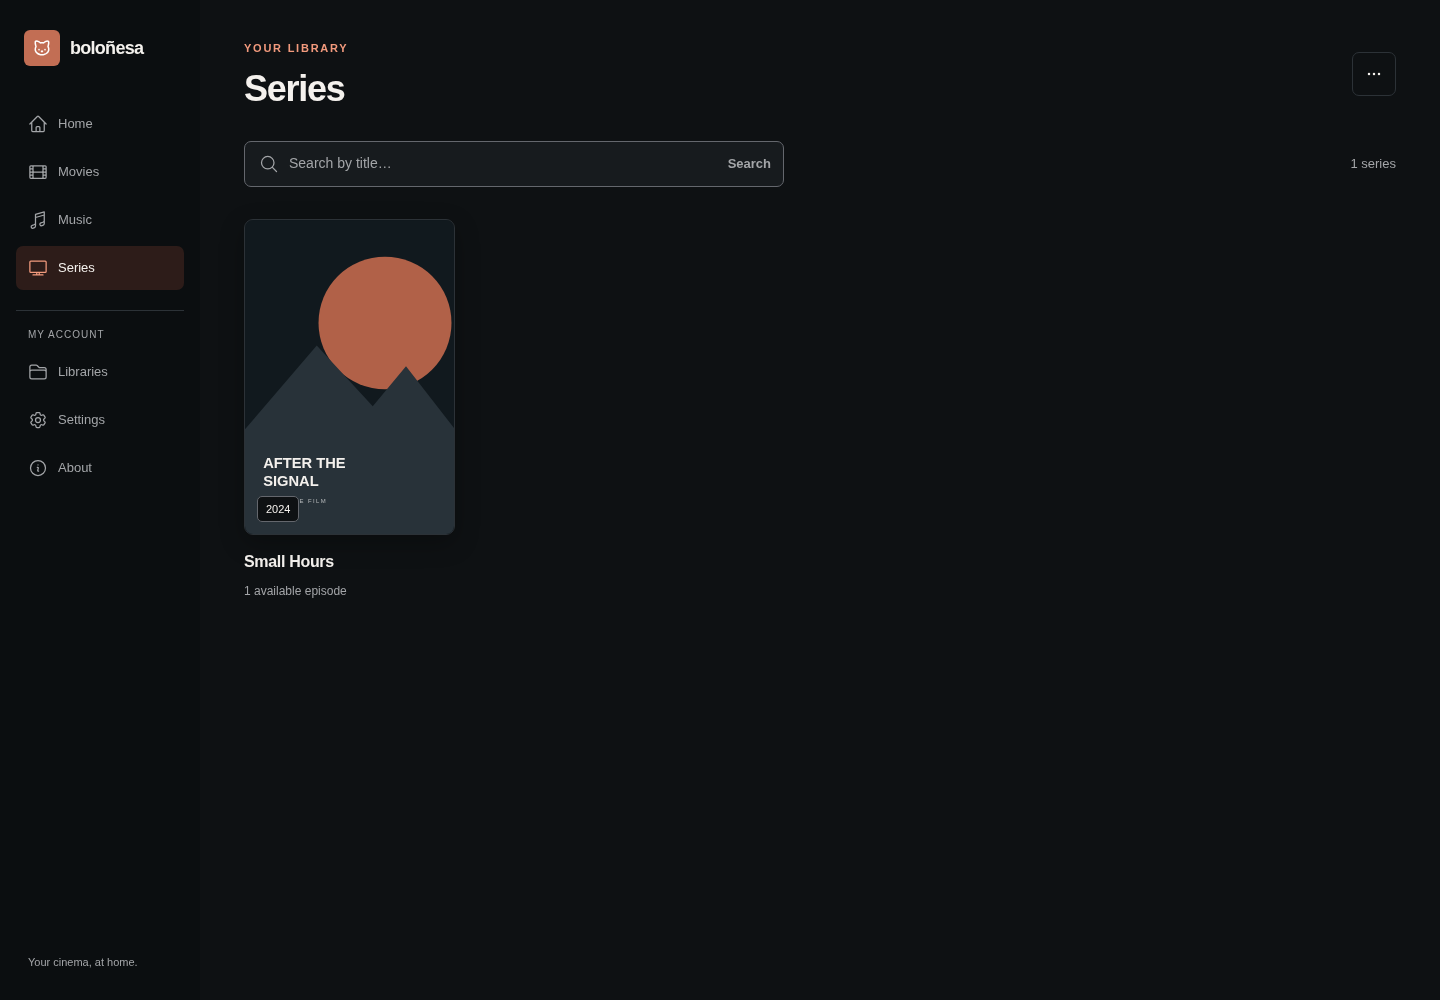 boloñesa
Home
Movies
Music
Series
MY ACCOUNT
Libraries
Settings
About
Your cinema, at home.
YOUR LIBRARY
Series
Search by title…
Search
1 series
AFTER THE
SIGNAL
FILM
2024
Small Hours
1 available episode